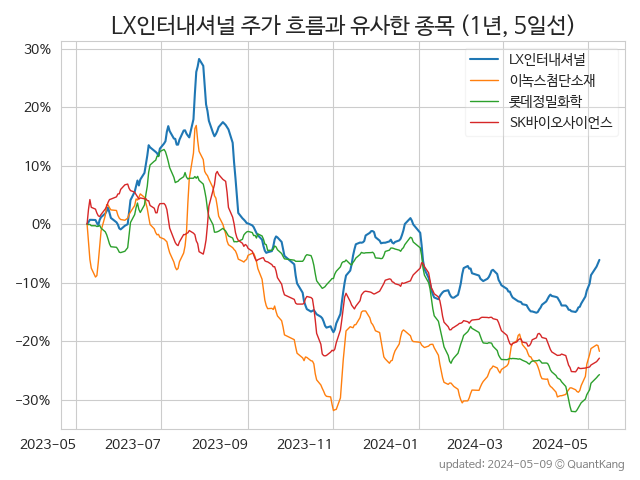 LX인터내셔널 주가 흐름과 유사한 종목 (1년, 5일선)
30%
20%
10%
0%
−10%
−20%
−30%
LX인터내셔널
이녹스첨단소재
롯데정밀화학
SK바이오사이언스
2023-05
2023-07
2023-09
2023-11
2024-01
2024-03
2024-05
updated: 2024-05-09 © QuantKang